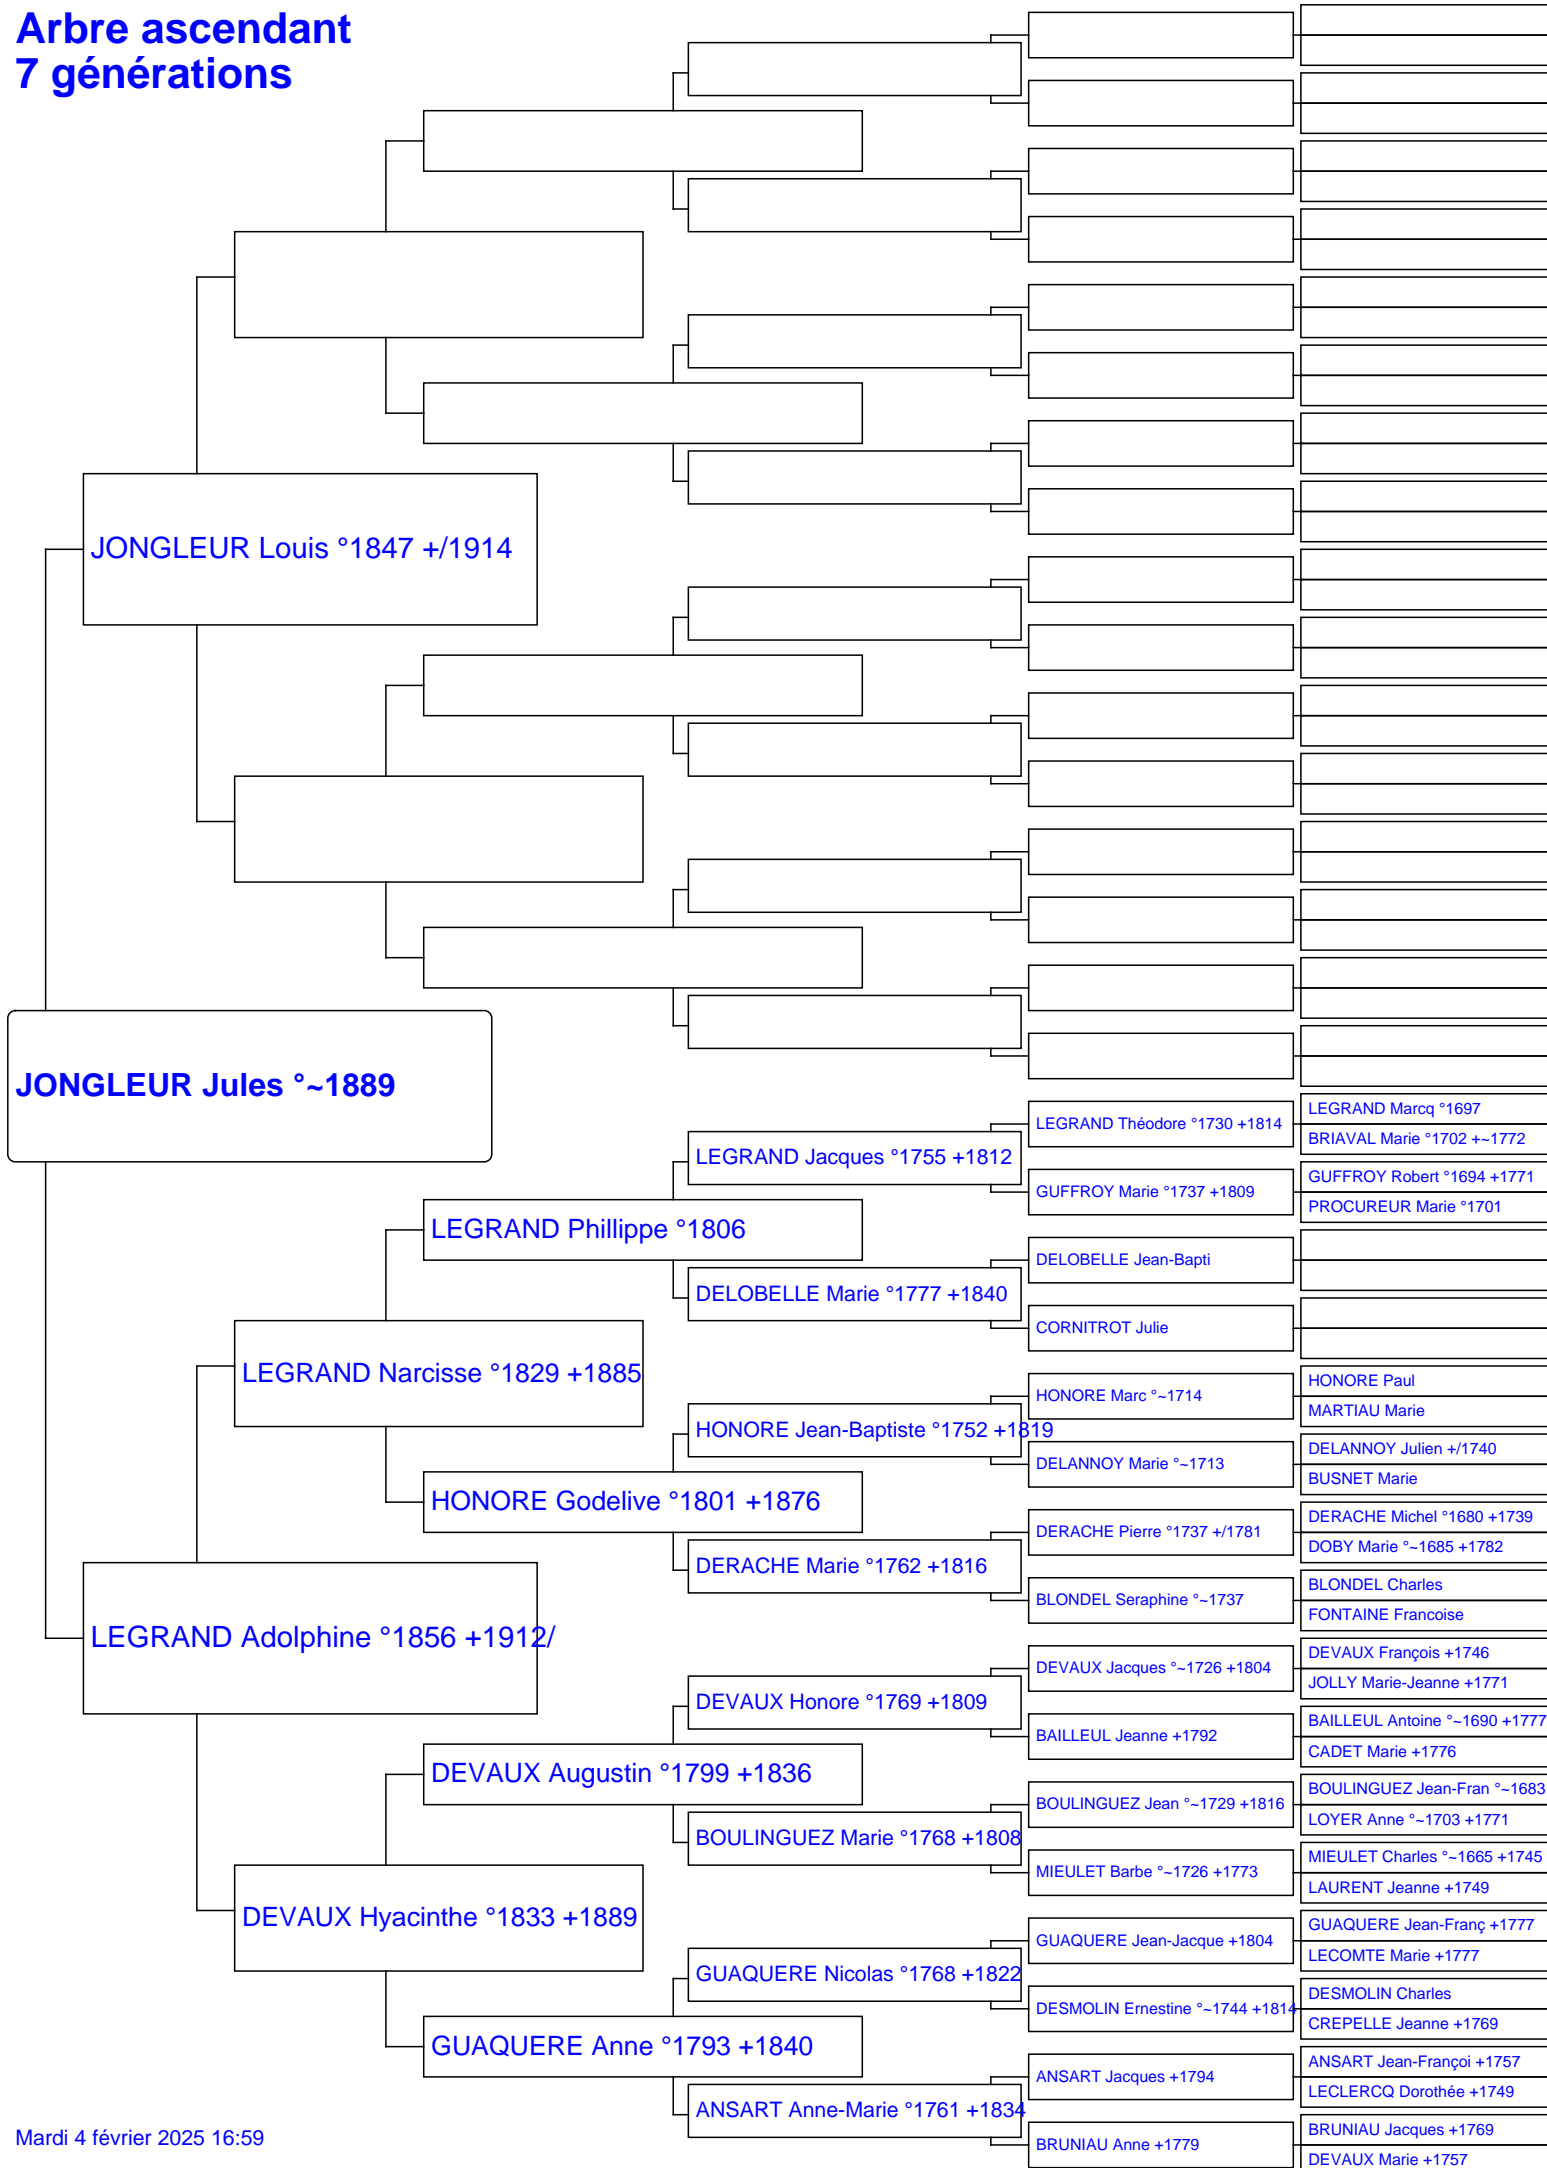 Arbre ascendant
7 générations
JONGLEUR Louis °1847 +/1914
JONGLEUR Jules °~1889
LEGRAND Marcq °1697
LEGRAND Théodore °1730 +1814
BRIAVAL Marie °1702 +~1772
LEGRAND Jacques °1755 +1812
GUFFROY Robert °1694 +1771
GUFFROY Marie °1737 +1809
PROCUREUR Marie °1701
LEGRAND Phillippe °1806
DELOBELLE Jean-Bapti
DELOBELLE Marie °1777 +1840
CORNITROT Julie
LEGRAND Narcisse °1829 +1885
HONORE Paul
HONORE Marc °~1714
MARTIAU Marie
HONORE Jean-Baptiste °1752 +1819
DELANNOY Julien +/1740
DELANNOY Marie °~1713
BUSNET Marie
HONORE Godelive °1801 +1876
DERACHE Michel °1680 +1739
DERACHE Pierre °1737 +/1781
DOBY Marie °~1685 +1782
DERACHE Marie °1762 +1816
BLONDEL Charles
BLONDEL Seraphine °~1737
FONTAINE Francoise
LEGRAND Adolphine °1856 +1912/
DEVAUX François +1746
DEVAUX Jacques °~1726 +1804
JOLLY Marie-Jeanne +1771
DEVAUX Honore °1769 +1809
BAILLEUL Antoine °~1690 +1777
BAILLEUL Jeanne +1792
CADET Marie +1776
DEVAUX Augustin °1799 +1836
BOULINGUEZ Jean-Fran °~1683
BOULINGUEZ Jean °~1729 +1816
LOYER Anne °~1703 +1771
BOULINGUEZ Marie °1768 +1808
MIEULET Charles °~1665 +1745
MIEULET Barbe °~1726 +1773
LAURENT Jeanne +1749
DEVAUX Hyacinthe °1833 +1889
GUAQUERE Jean-Franç +1777
GUAQUERE Jean-Jacque +1804
LECOMTE Marie +1777
GUAQUERE Nicolas °1768 +1822
DESMOLIN Charles
DESMOLIN Ernestine °~1744 +1814
CREPELLE Jeanne +1769
GUAQUERE Anne °1793 +1840
ANSART Jean-Françoi +1757
ANSART Jacques +1794
LECLERCQ Dorothée +1749
ANSART Anne-Marie °1761 +1834
BRUNIAU Jacques +1769
BRUNIAU Anne +1779
DEVAUX Marie +1757
Mardi 4 février 2025 16:59